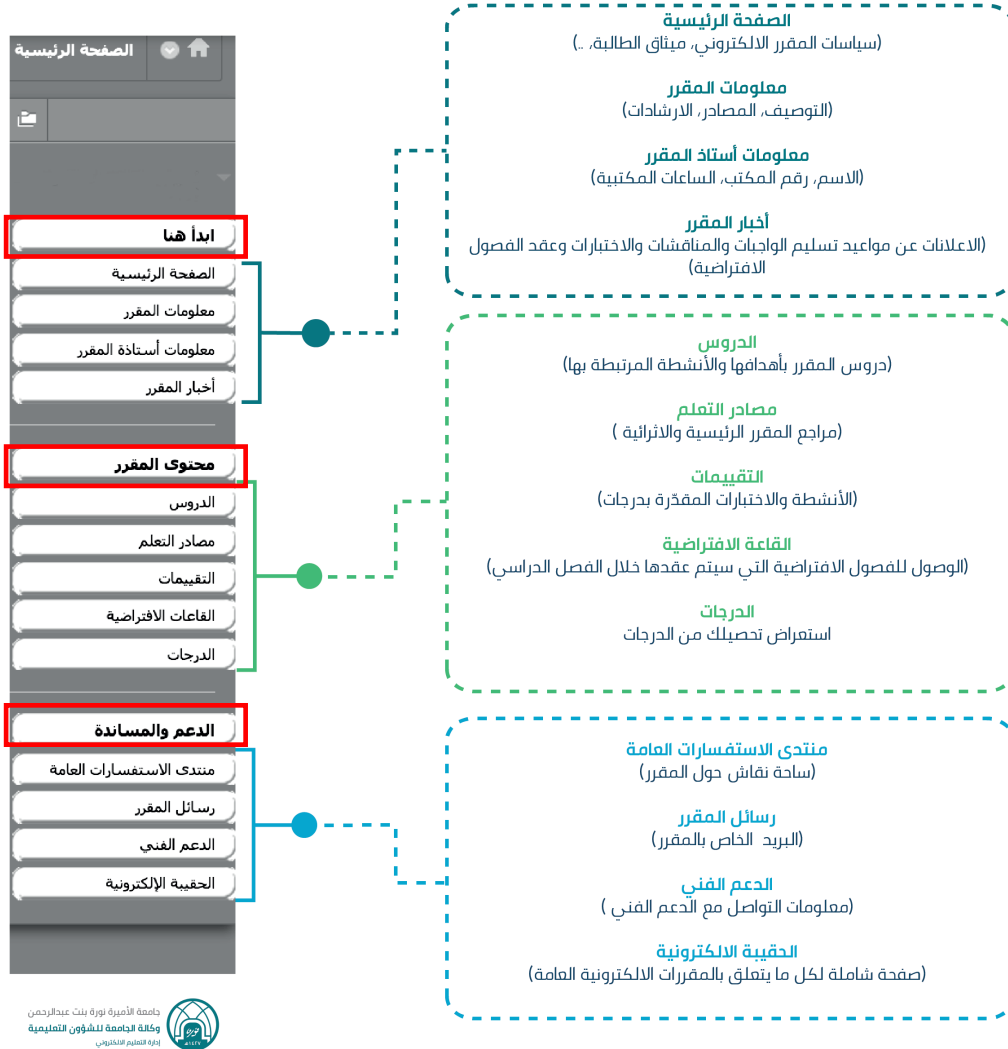 الصفحة الرئيسية
ابدأ هنا
الصفحة الرئيسية
معلومات المقرر
معلومات أستاذة المقرر
أخبار المقرر
محتوى المقرر
الدروس
مصادر التعلم
التقييمات
القاعات الافتراضية
الدرجات
الدعم والمساندة
منتدى الاستفسارات العامة
رسائل المقرر
الدعم الفني
الحقيبة الإلكترونية
الصفحة الرئيسية
(سياسات المقرر الالكتروني، ميثاق الطالبة، ..)
معلومات المقرر
(التوصيف، المصادر، الارشادات)
معلومات أستاذ المقرر
(الاسم، رقم المكتب، الساعات المكتبية)
أخبار المقرر
(الاعلانات عن مواعيد تسليم الواجبات والمناقشات والاختبارات وعقد الفصول
الافتراضية)
الدروس
(دروس المقرر بأهدافها والأنشطة المرتبطة بها)
مصادر التعلم
(مراجع المقرر الرئيسية والاثرائية )
التقييمات
(الأنشطة والاختبارات المقدّرة بدرجات)
القاعة الافتراضية
(الوصول للفصول الافتراضية التي سيتم عقدها خلال الفصل الدراسي)
الدرجات
استعراض تحصيلك من الدرجات
منتدى الاستفسارات العامة
(ساحة نقاش حول المقرر)
رسائل المقرر
(البريد الخاص بالمقرر)
الدعم الفني
(معلومات التواصل مع الدعم الفني )
الحقيبة الالكترونية
(صفحة شاملة لكل ما يتعلق بالمقررات الالكترونية العامة)
جامعة الأميرة نورة بنت عبدالرحمن
وكالة الجامعة للشؤون التعليمية
إدارة التعليم الالكتروني